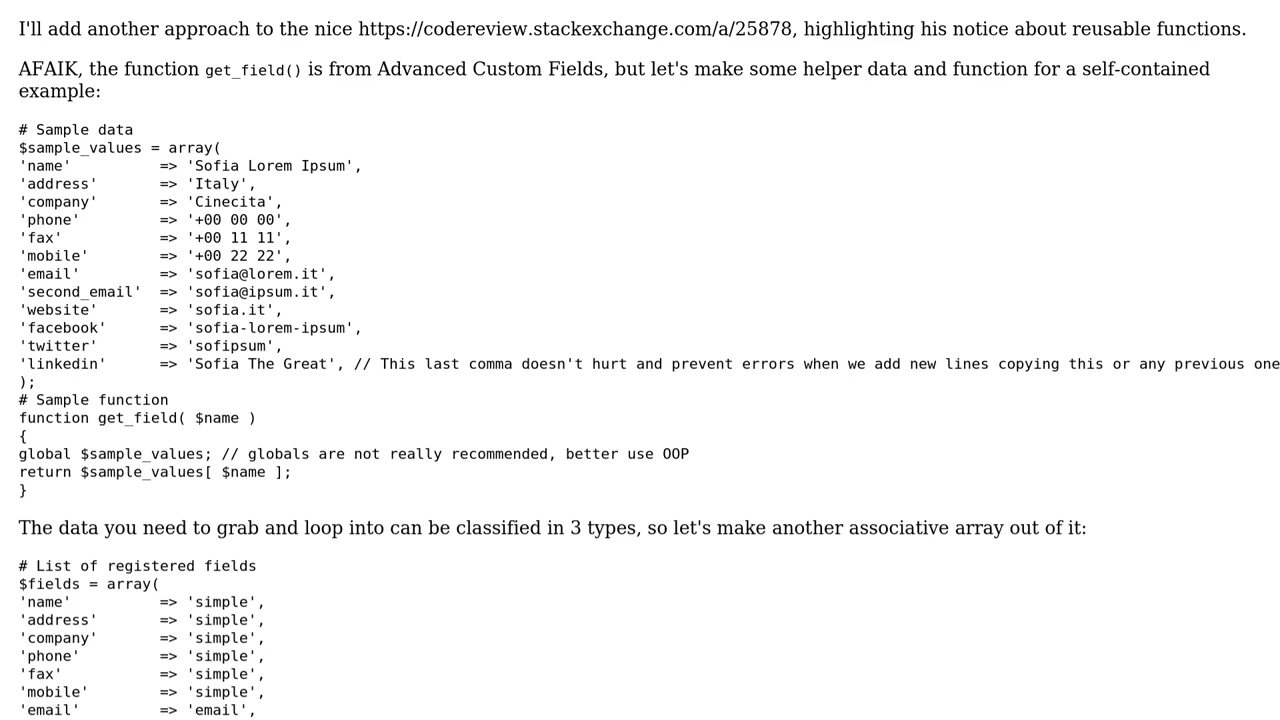 I'll add another approach to the nice https://codereview.stackexchange.com/a/25878, highlighting his notice about reusable functions.
AFAIK, the function get_field() is from Advanced Custom Fields, but let's make some helper data and function for a self-contained
example:
# Sample data
$sample_values = array(
'name'          => 'Sofia Lorem Ipsum',
'address'       => 'Italy',
'company'       => 'Cinecita',
'phone'         => '+00 00 00',
'fax'           => '+00 11 11',
'mobile'        => '+00 22 22',
'email'         => 'sofia@lorem.it',
'second_email'  => 'sofia@ipsum.it',
'website'       => 'sofia.it',
'facebook'      => 'sofia-lorem-ipsum',
'twitter'       => 'sofipsum',
'linkedin'      => 'Sofia The Great', // This last comma doesn't hurt and prevent errors when we add new lines copying this or any previous one
);
# Sample function
function get_field( $name )
{
global $sample_values; // globals are not really recommended, better use OOP
return $sample_values[ $name ];
}
The data you need to grab and loop into can be classified in 3 types, so let's make another associative array out of it:
# List of registered fields
$fields = array(
'name'          => 'simple',
'address'       => 'simple',
'company'       => 'simple',
'phone'         => 'simple',
'fax'           => 'simple',
'mobile'        => 'simple',
'email'         => 'email',